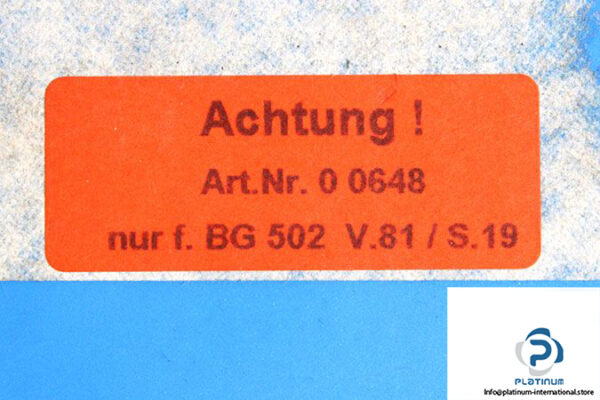 Achtung !
Art.Nr. 0 0648
nur f. BG 502 V.81 / S.19
PLATINUM
Info@platinum-international.store